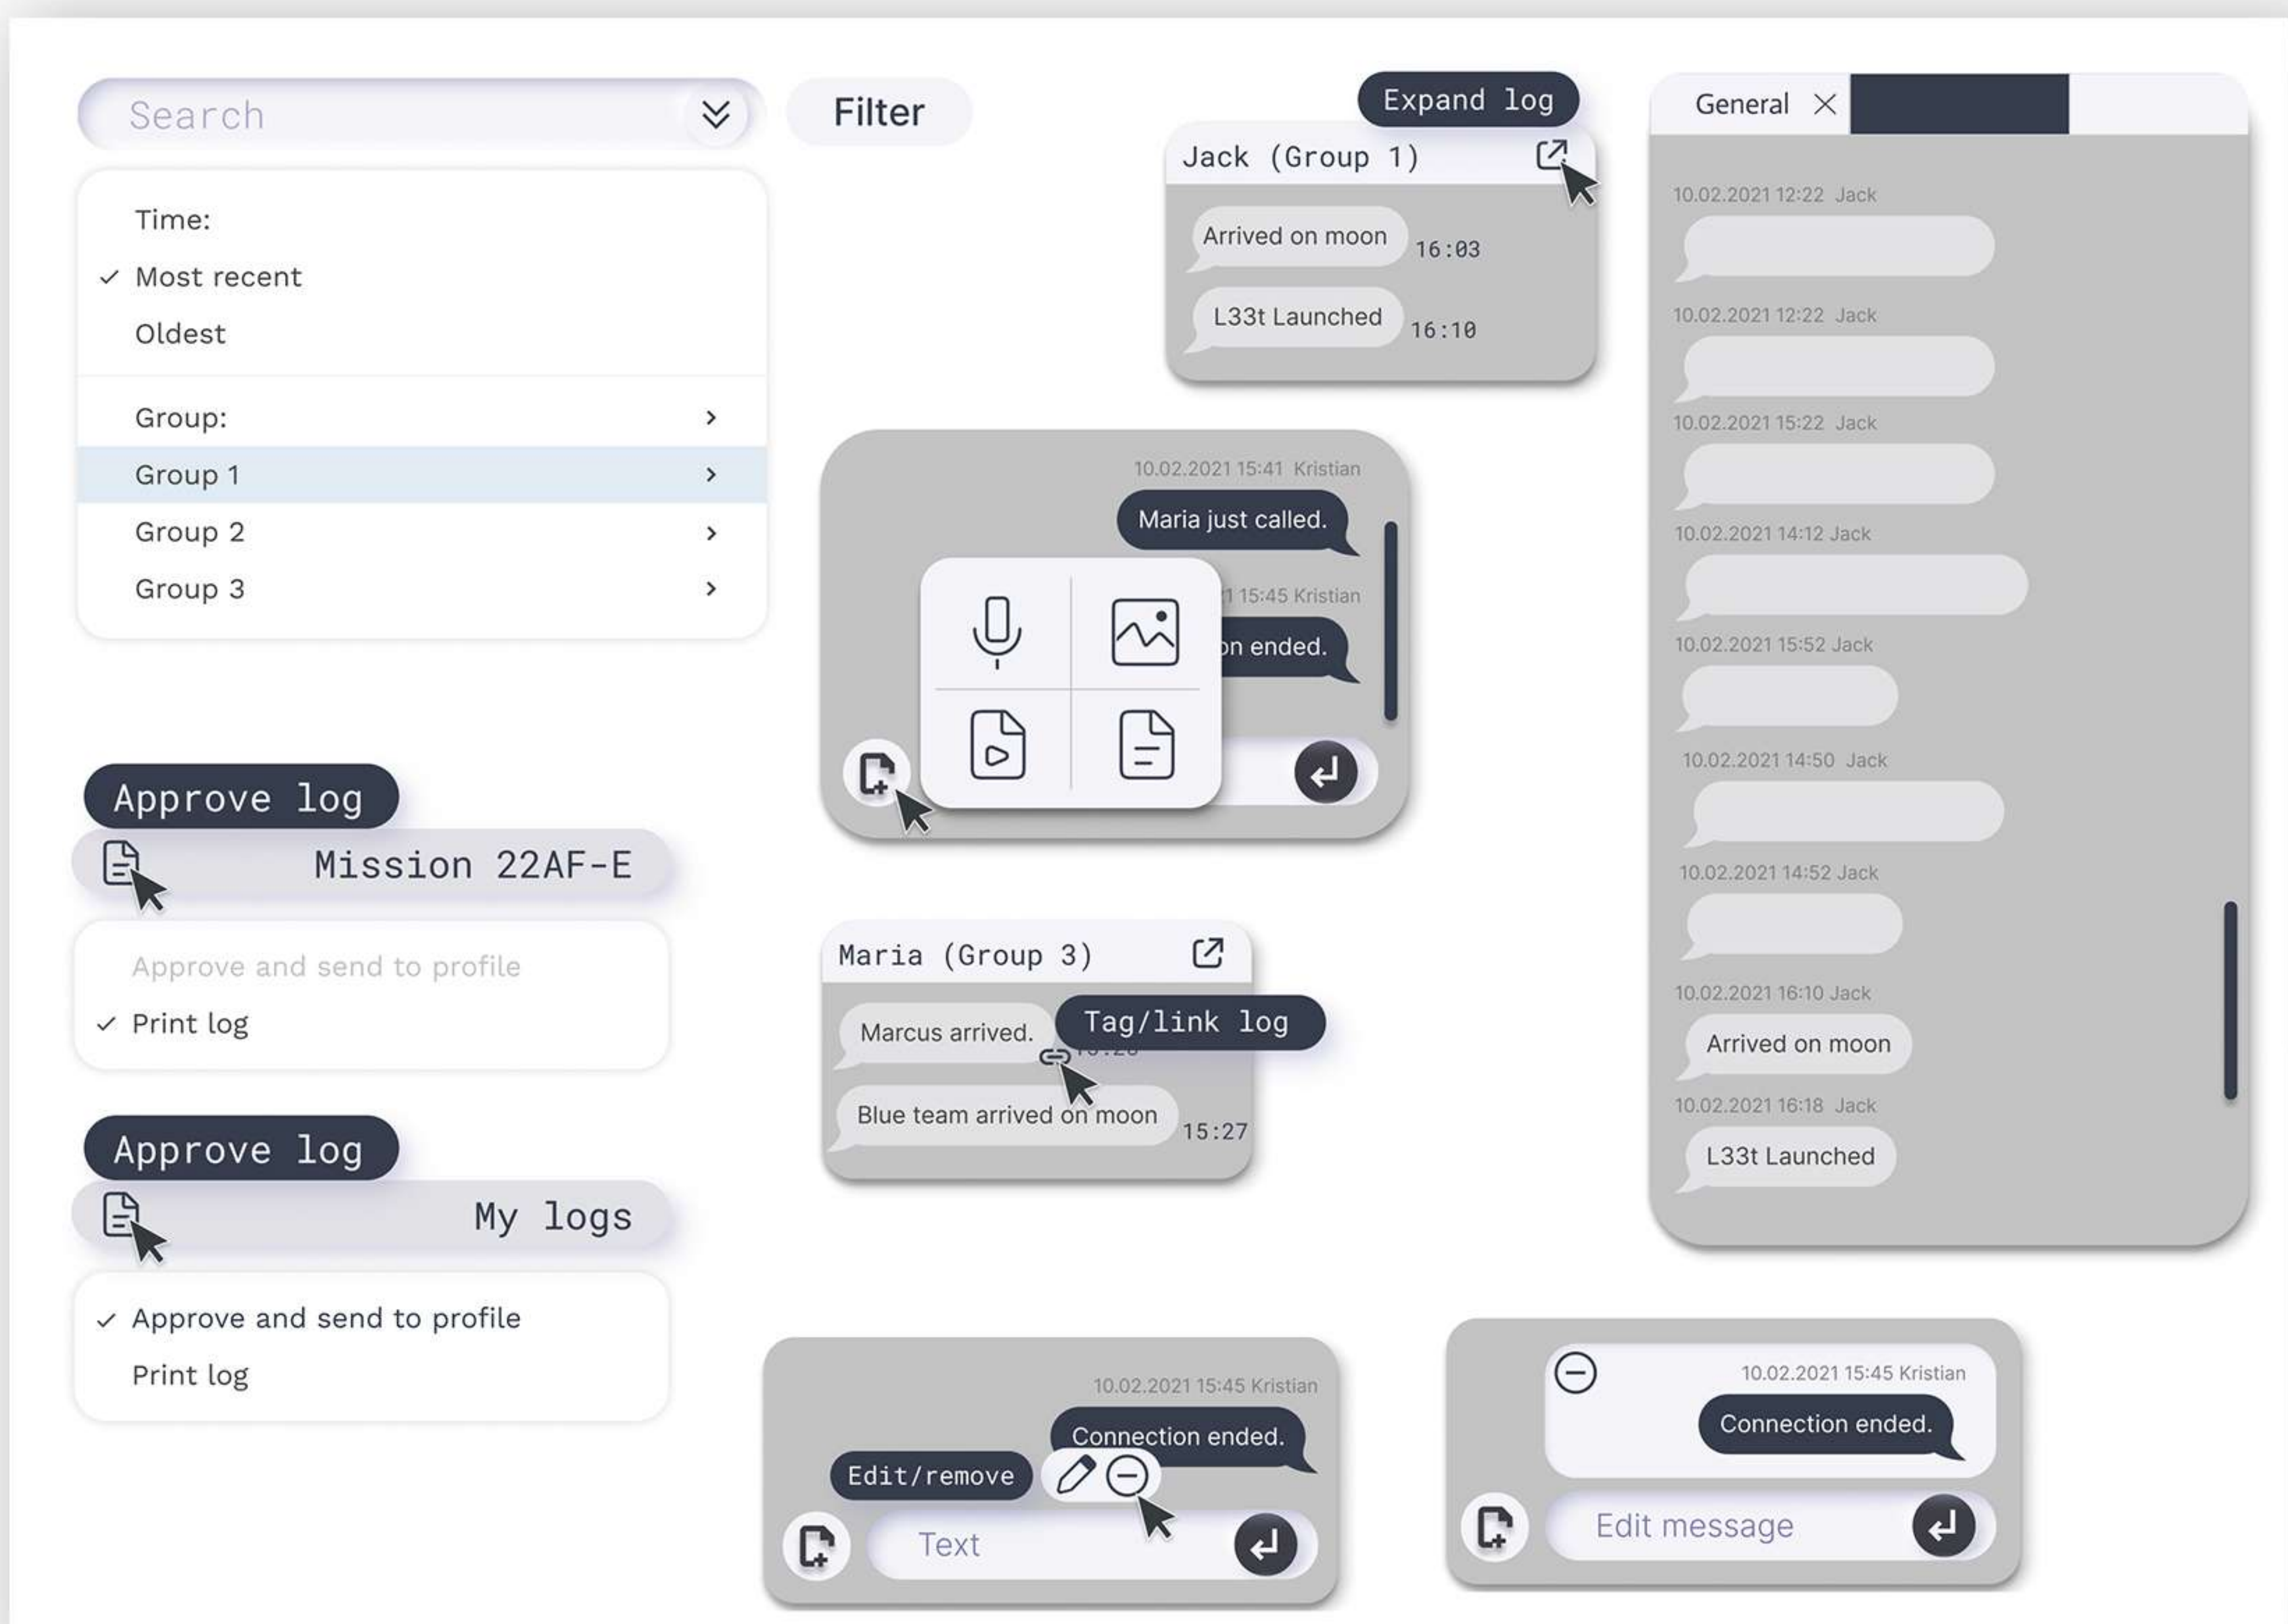 Search
Filter
Time:
Most recent
Oldest
Group:
Group 1
Group 2
Group 3
Approve log
Mission 22AF-E
Approve and send to profile
Print log
Approve log
My logs
Approve and send to profile
Print log
Expand log
Jack (Group 1)
Arrived on moon 16:03
L33t Launched 16:10
10.02.2021 15:41 Kristian
Maria just called.
15:45 Kristian
ended.
Maria (Group 3)
Tag/link log
Marcus arrived.
Blue team arrived on moon 15:27
10.02.2021 15:45 Kristian
Connection ended.
Edit/remove
Text
General
10.02.2021 12:22 Jack
10.02.2021 12:22 Jack
10.02.2021 15:22 Jack
10.02.2021 14:12 Jack
10.02.2021 15:52 Jack
10.02.2021 14:50 Jack
10.02.2021 14:52 Jack
10.02.2021 16:10 Jack
Arrived on moon
10.02.2021 16:18 Jack
L33t Launched
10.02.2021 15:45 Kristian
Connection ended.
Edit message